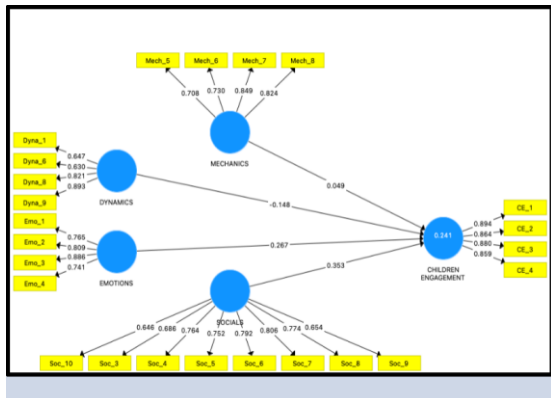 Mech_5 Mech_6 Mech_7 Mech_8
0.708 0.730 0.849 0.824
MECHANICS
Dyna_1
Dyna_6
Dyna_8
Dyna_9
0.647
0.630
0.821
0.893
DYNAMICS
0.049
-0.148
Emo_1
Emo_2
Emo_3
Emo_4
0.765
0.809
0.896
0.741
EMOTIONS
0.267
0.353
0.241
CHILDREN
ENGAGEMENT
0.894
0.864
0.880
0.859
CE_1
CE_2
CE_3
CE_4
SOCIALS
0.646 0.686 0.764 0.752 0.792 0.806 0.774 0.654
Soc_10 Soc_3 Soc_4 Soc_5 Soc_6 Soc_7 Soc_8 Soc_9